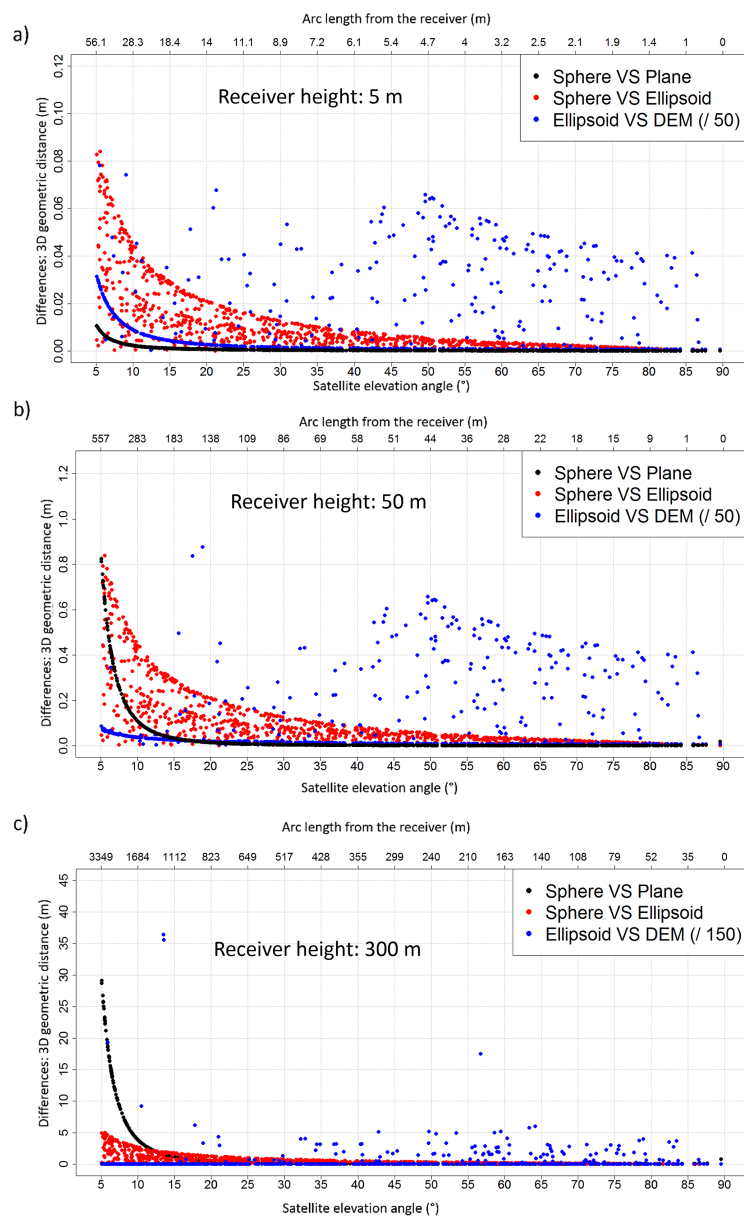 Arc length from the receiver (m)
a)
56.1 28.3 18.4 14 11.1 8.9 7.2 6.1 5.4 4.7 4 3.2 2.5 2.1 1.9 1.4 1 0
Differences: 3D geometric distance (m)
0.12
0.10
0.08
0.06
0.04
0.02
0.00
Receiver height: 5 m
Sphere VS Plane
Sphere VS Ellipsoid
Ellipsoid VS DEM (/ 50)
5 10 15 20 25 30 35 40 45 50 55 60 65 70 75 80 85 90
Satellite elevation angle (°)
b)
Arc length from the receiver (m)
557 283 183 138 109 86 69 58 51 44 36 28 22 18 15 9 1 0
Differences: 3D geometric distance (m)
1.2
1.0
0.8
0.6
0.4
0.2
0.0
Receiver height: 50 m
Sphere VS Plane
Sphere VS Ellipsoid
Ellipsoid VS DEM (/ 50)
5 10 15 20 25 30 35 40 45 50 55 60 65 70 75 80 85 90
Satellite elevation angle (°)
c)
Arc length from the receiver (m)
3349 1684 1112 823 649 517 428 355 299 240 210 163 140 108 79 52 35 0
Differences: 3D geometric distance (m)
45
40
35
30
25
20
15
10
5
0
Receiver height: 300 m
Sphere VS Plane
Sphere VS Ellipsoid
Ellipsoid VS DEM (/ 150)
5 10 15 20 25 30 35 40 45 50 55 60 65 70 75 80 85 90
Satellite elevation angle (°)